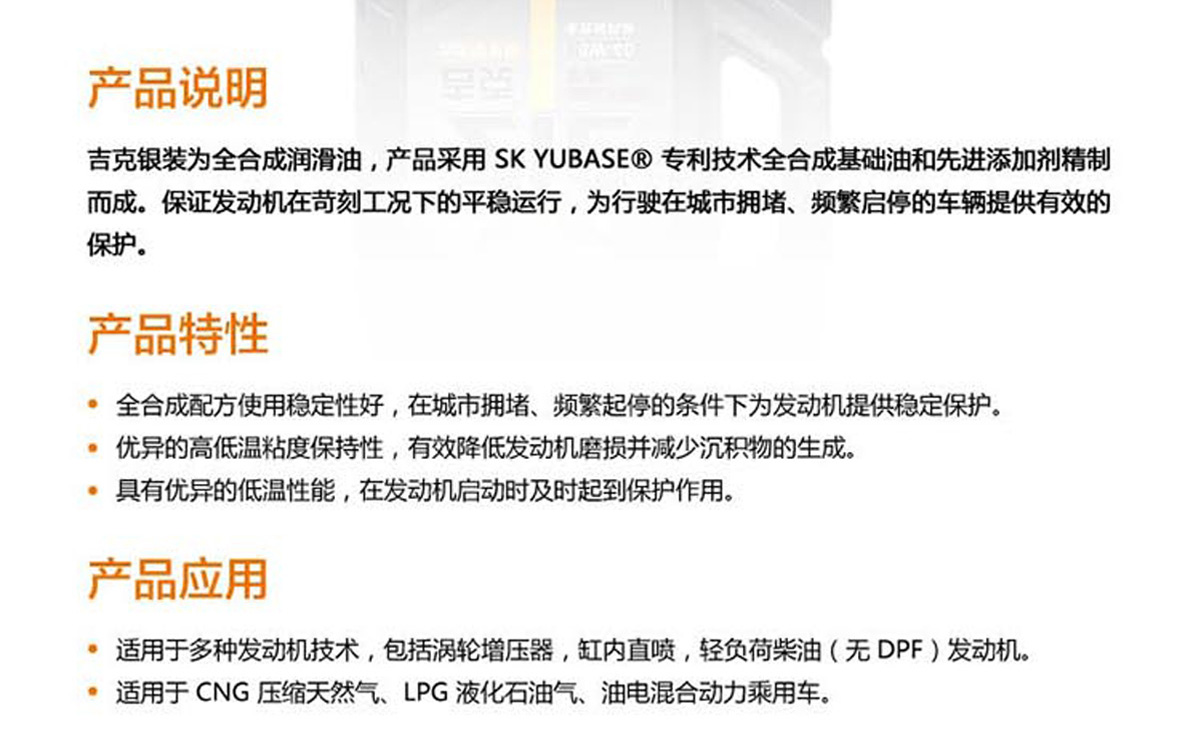 产品说明
吉克银装为全合成润滑油，产品采用 SK YUBASE® 专利技术全合成基础油和先进添加剂精制
而成。保证发动机在苛刻工况下的平稳运行，为行驶在城市拥堵、频繁启停的车辆提供有效的
保护。
产品特性
• 全合成配方使用稳定性好，在城市拥堵、频繁起停的条件下为发动机提供稳定保护。
• 优异的高低温粘度保持性，有效降低发动机磨损并减少沉积物的生成。
• 具有优异的低温性能，在发动机启动时及时起到保护作用。
产品应用
• 适用于多种发动机技术，包括涡轮增压器，缸内直喷，轻负荷柴油（无 DPF）发动机。
• 适用于 CNG 压缩天然气、LPG 液化石油气、油电混合动力乘用车。